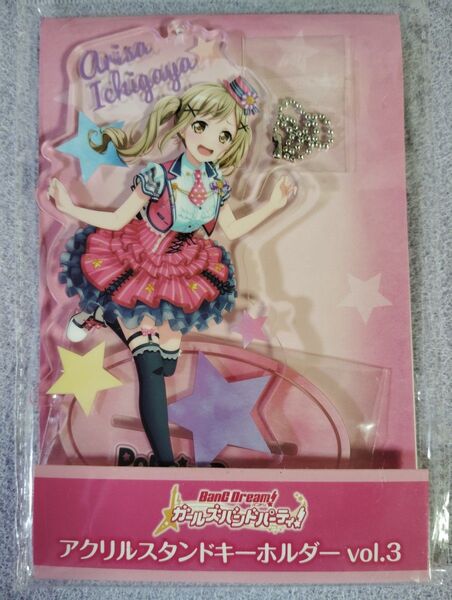 Arisa
Ichigaya
BanG Dream!
ガールズバンドパーティ!
アクリルスタンドキーホルダー vol.3